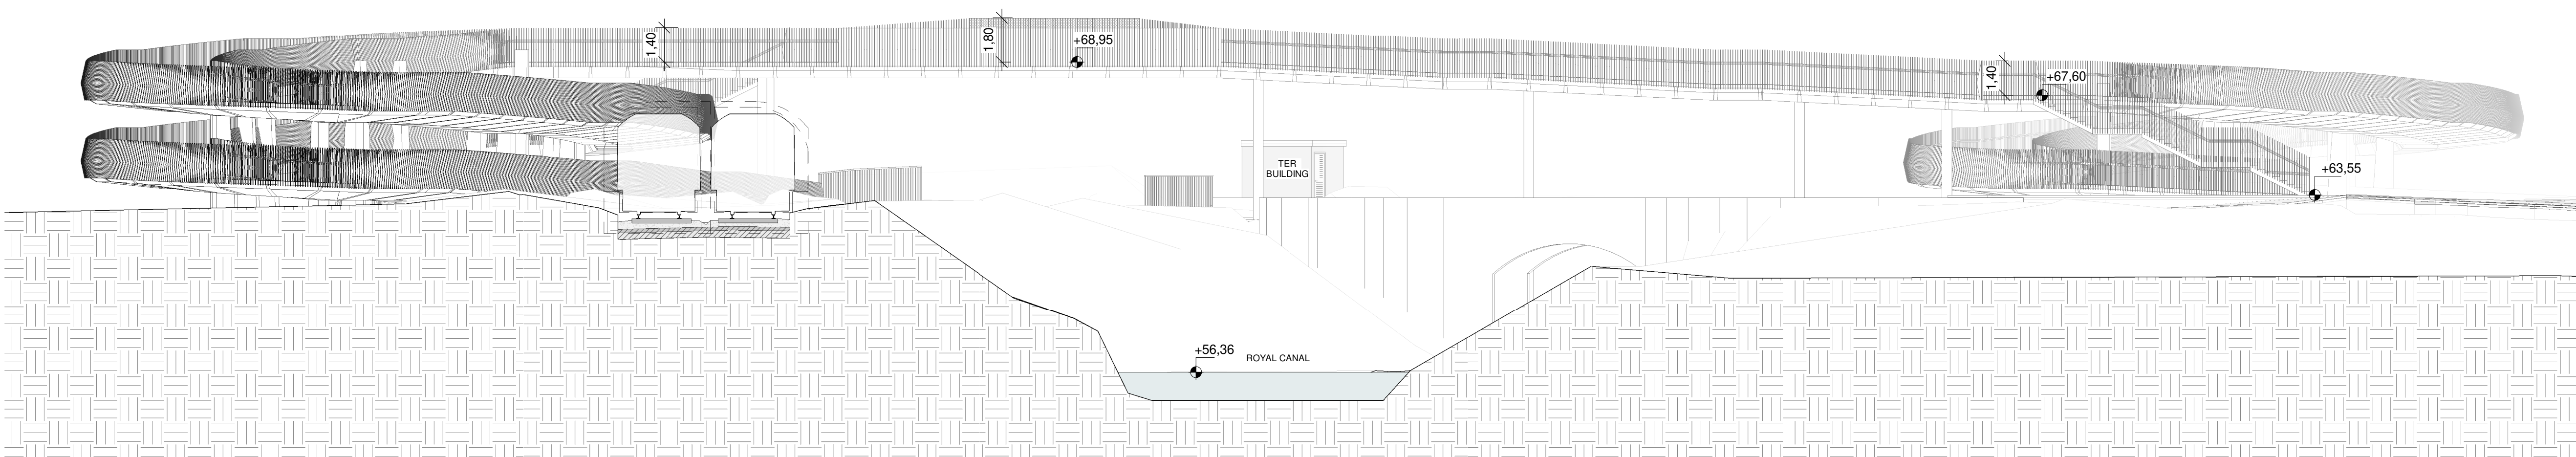 1,40
1,80
+68,95
1,40
+67,60
TER
BUILDING
+63,55
+56,36
ROYAL CANAL